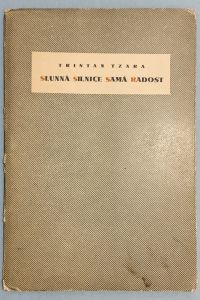 TRISTAN TZARA
SLUNNÁ SILNICE SAMÁ RADOST